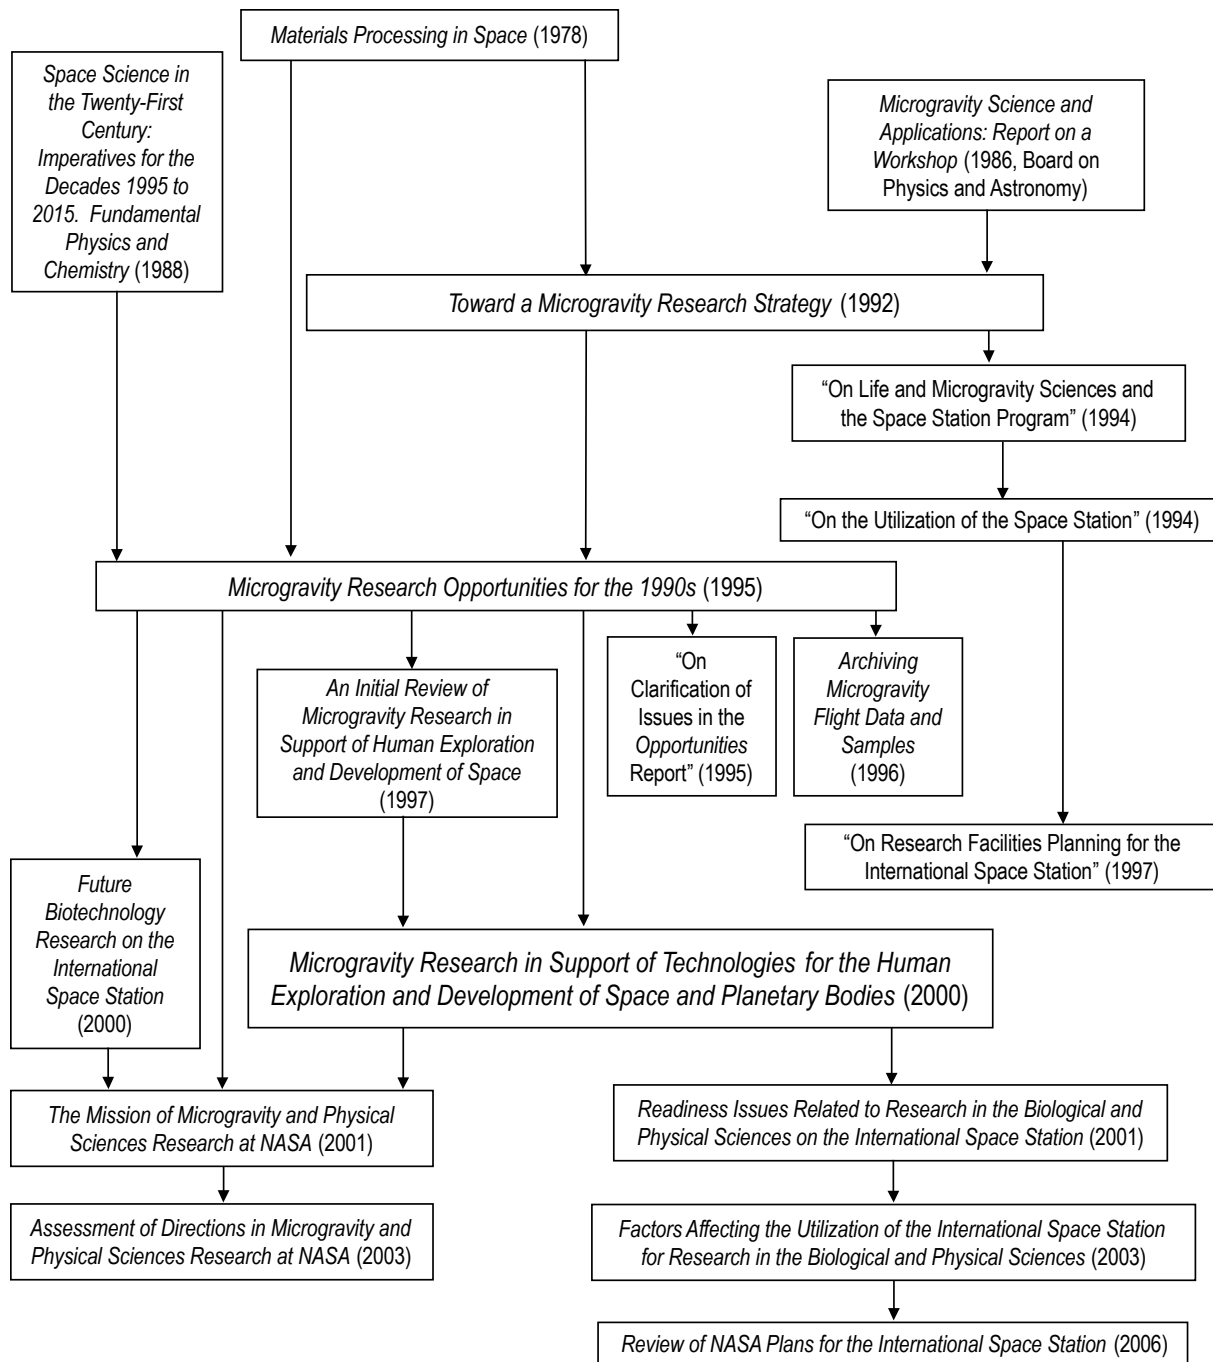 Materials Processing in Space (1978)
Space Science in
the Twenty-First
Century:
Imperatives for the
Decades 1995 to
2015.  Fundamental
Physics and
Chemistry (1988)
Microgravity Science and
Applications: Report on a
Workshop (1986, Board on
Physics and Astronomy)
Toward a Microgravity Research Strategy (1992)
“On Life and Microgravity Sciences and
the Space Station Program” (1994)
“On the Utilization of the Space Station” (1994)
Microgravity Research Opportunities for the 1990s (1995)
An Initial Review of
Microgravity Research in
Support of Human Exploration
and Development of Space
(1997)
“On
Clarification of
Issues in the
Opportunities
Report” (1995)
Archiving
Microgravity
Flight Data and
Samples
(1996)
“On Research Facilities Planning for the
International Space Station” (1997)
Future
Biotechnology
Research on the
International
Space Station
(2000)
Microgravity Research in Support of Technologies for the Human
Exploration and Development of Space and Planetary Bodies (2000)
The Mission of Microgravity and Physical
Sciences Research at NASA (2001)
Readiness Issues Related to Research in the Biological and
Physical Sciences on the International Space Station (2001)
Assessment of Directions in Microgravity and
Physical Sciences Research at NASA (2003)
Factors Affecting the Utilization of the International Space Station
for Research in the Biological and Physical Sciences (2003)
Review of NASA Plans for the International Space Station (2006)